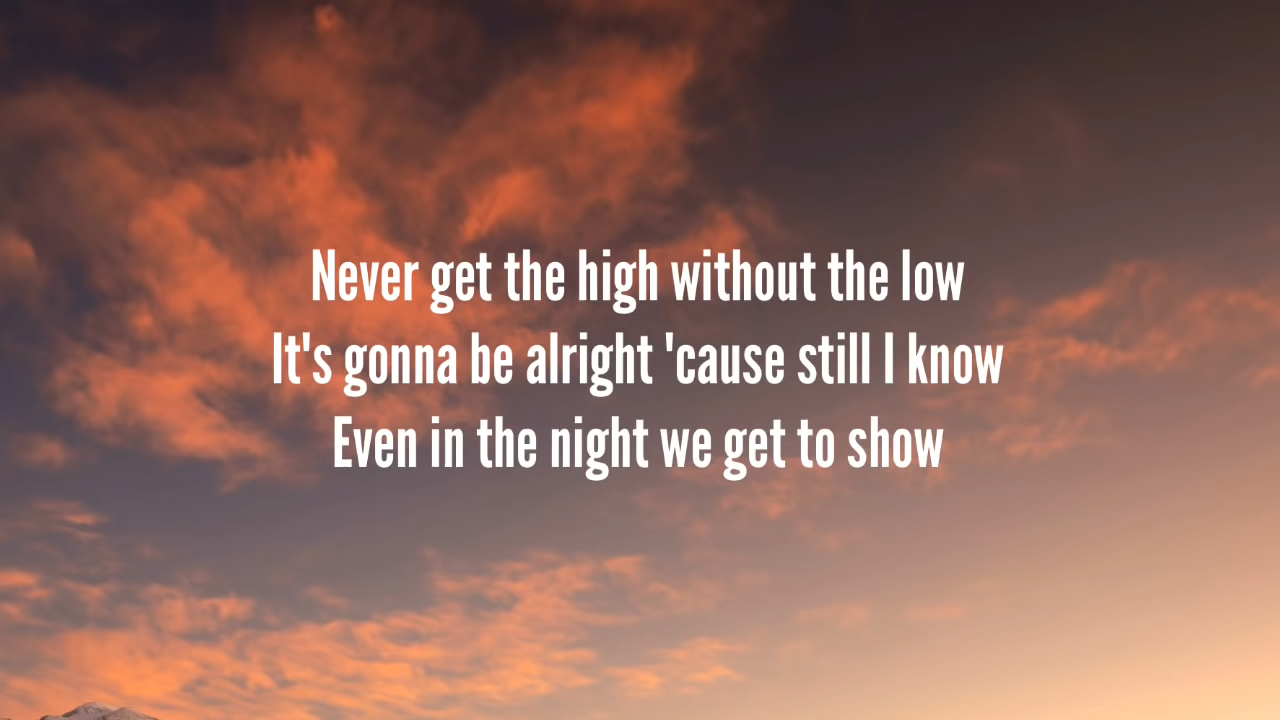 Never get the high without the low
It's gonna be alright 'cause still I know
Even in the night we get to show